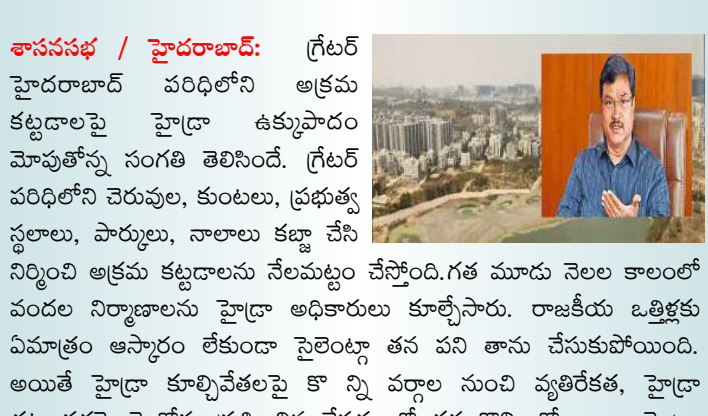 శాసనసభ / హైదరాబాద్: గ్రేటర్
హైదరాబాద్ పరిధిలోని అక్రమ
కట్టడాలపై హైడ్రా ఉక్కుపాదం
మోపుతోన్న సంగతి తెలిసిందే. గ్రేటర్
పరిధిలోని చెరువుల, కుంటలు, ప్రభుత్వ
స్థలాలు, పార్కులు, నాలాలు కబ్జా చేసి
నిర్మించి అక్రమ కట్టడాలను నేలమట్టం చేస్తోంది.గత మూడు నెలల కాలంలో
వందల నిర్మాణాలను హైడ్రా అధికారులు కూల్చేసారు. రాజకీయ ఒత్తిళ్లకు
ఏమాత్రం ఆస్కారం లేకుండా సైలెంట్గా తన పని తాను చేసుకుపోయింది.
అయితే హైడ్రా కూల్చివేతలపై కొ న్ని వర్గాల నుంచి వ్యతిరేకత, హైడ్రా